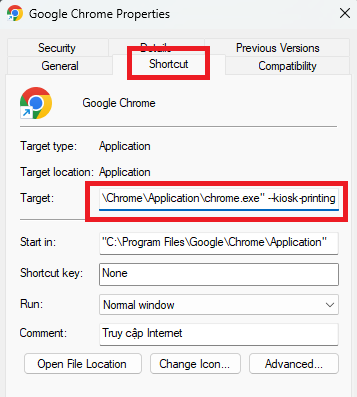 Google Chrome Properties
Security Details Previous Versions
General Shortcut Compatibility
Google Chrome
Target type: Application
Target location: Application
Target: \Chrome\Application\chrome.exe" --kiosk-printing
Start in: "C:\Program Files\Google\Chrome\Application"
Shortcut key: None
Run: Normal window
Comment: Truy cập Internet
Open File Location Change Icon... Advanced...